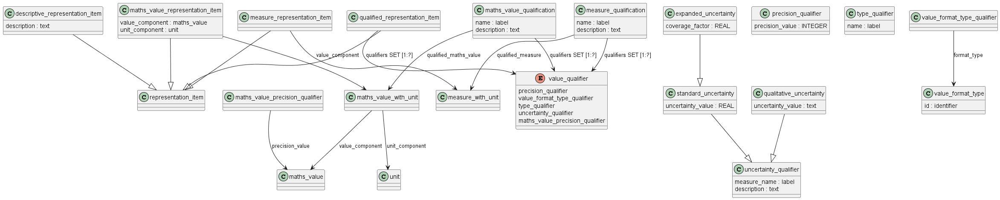 C descriptive_representation_item
description : text
C maths_value_representation_item
value_component : maths_value
unit_component : unit
C measure_representation_item
C qualified_representation_item
C maths_value_qualification
name : label
description : text
C measure_qualification
name : label
description : text
C expanded_uncertainty
coverage_factor : REAL
C precision_qualifier
precision_value : INTEGER
C type_qualifier
name : label
C value_format_type_qualifier
value_component
qualifiers SET [1:?]
qualified_maths_value
qualified_measure
qualifiers SET [1:?]
qualifiers SET [1:?]
format_type
C representation_item
C maths_value_precision_qualifier
C maths_value_with_unit
C measure_with_unit
E value_qualifier
precision_qualifier
value_format_type_qualifier
type_qualifier
uncertainty_qualifier
maths_value_precision_qualifier
C standard_uncertainty
uncertainty_value : REAL
C qualitative_uncertainty
uncertainty_value : text
C value_format_type
id : identifier
precision_value
value_component
unit_component
C maths_value
C unit
C uncertainty_qualifier
measure_name : label
description : text